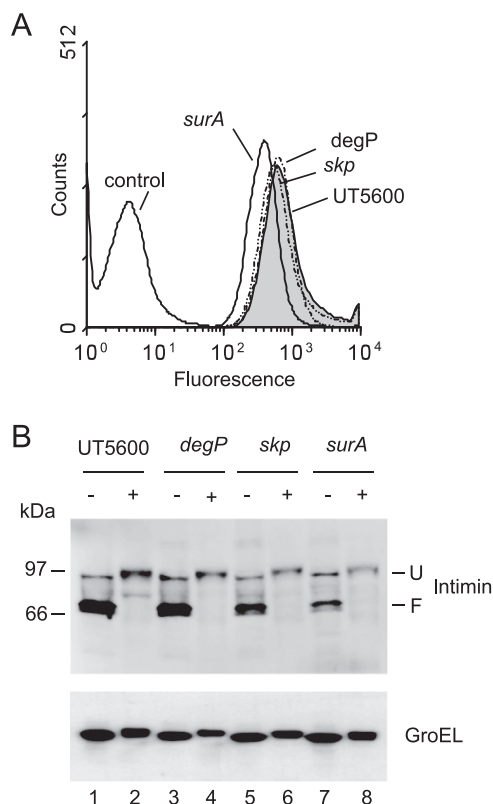 A
512
Counts
0
control
surA
degP
skp
UT5600
10^0 10^1 10^2 10^3 10^4
Fluorescence
B
UT5600 degP skp surA
- + - + - + - +
kDa
97
66
U
F
Intimin
GroEL
1 2 3 4 5 6 7 8